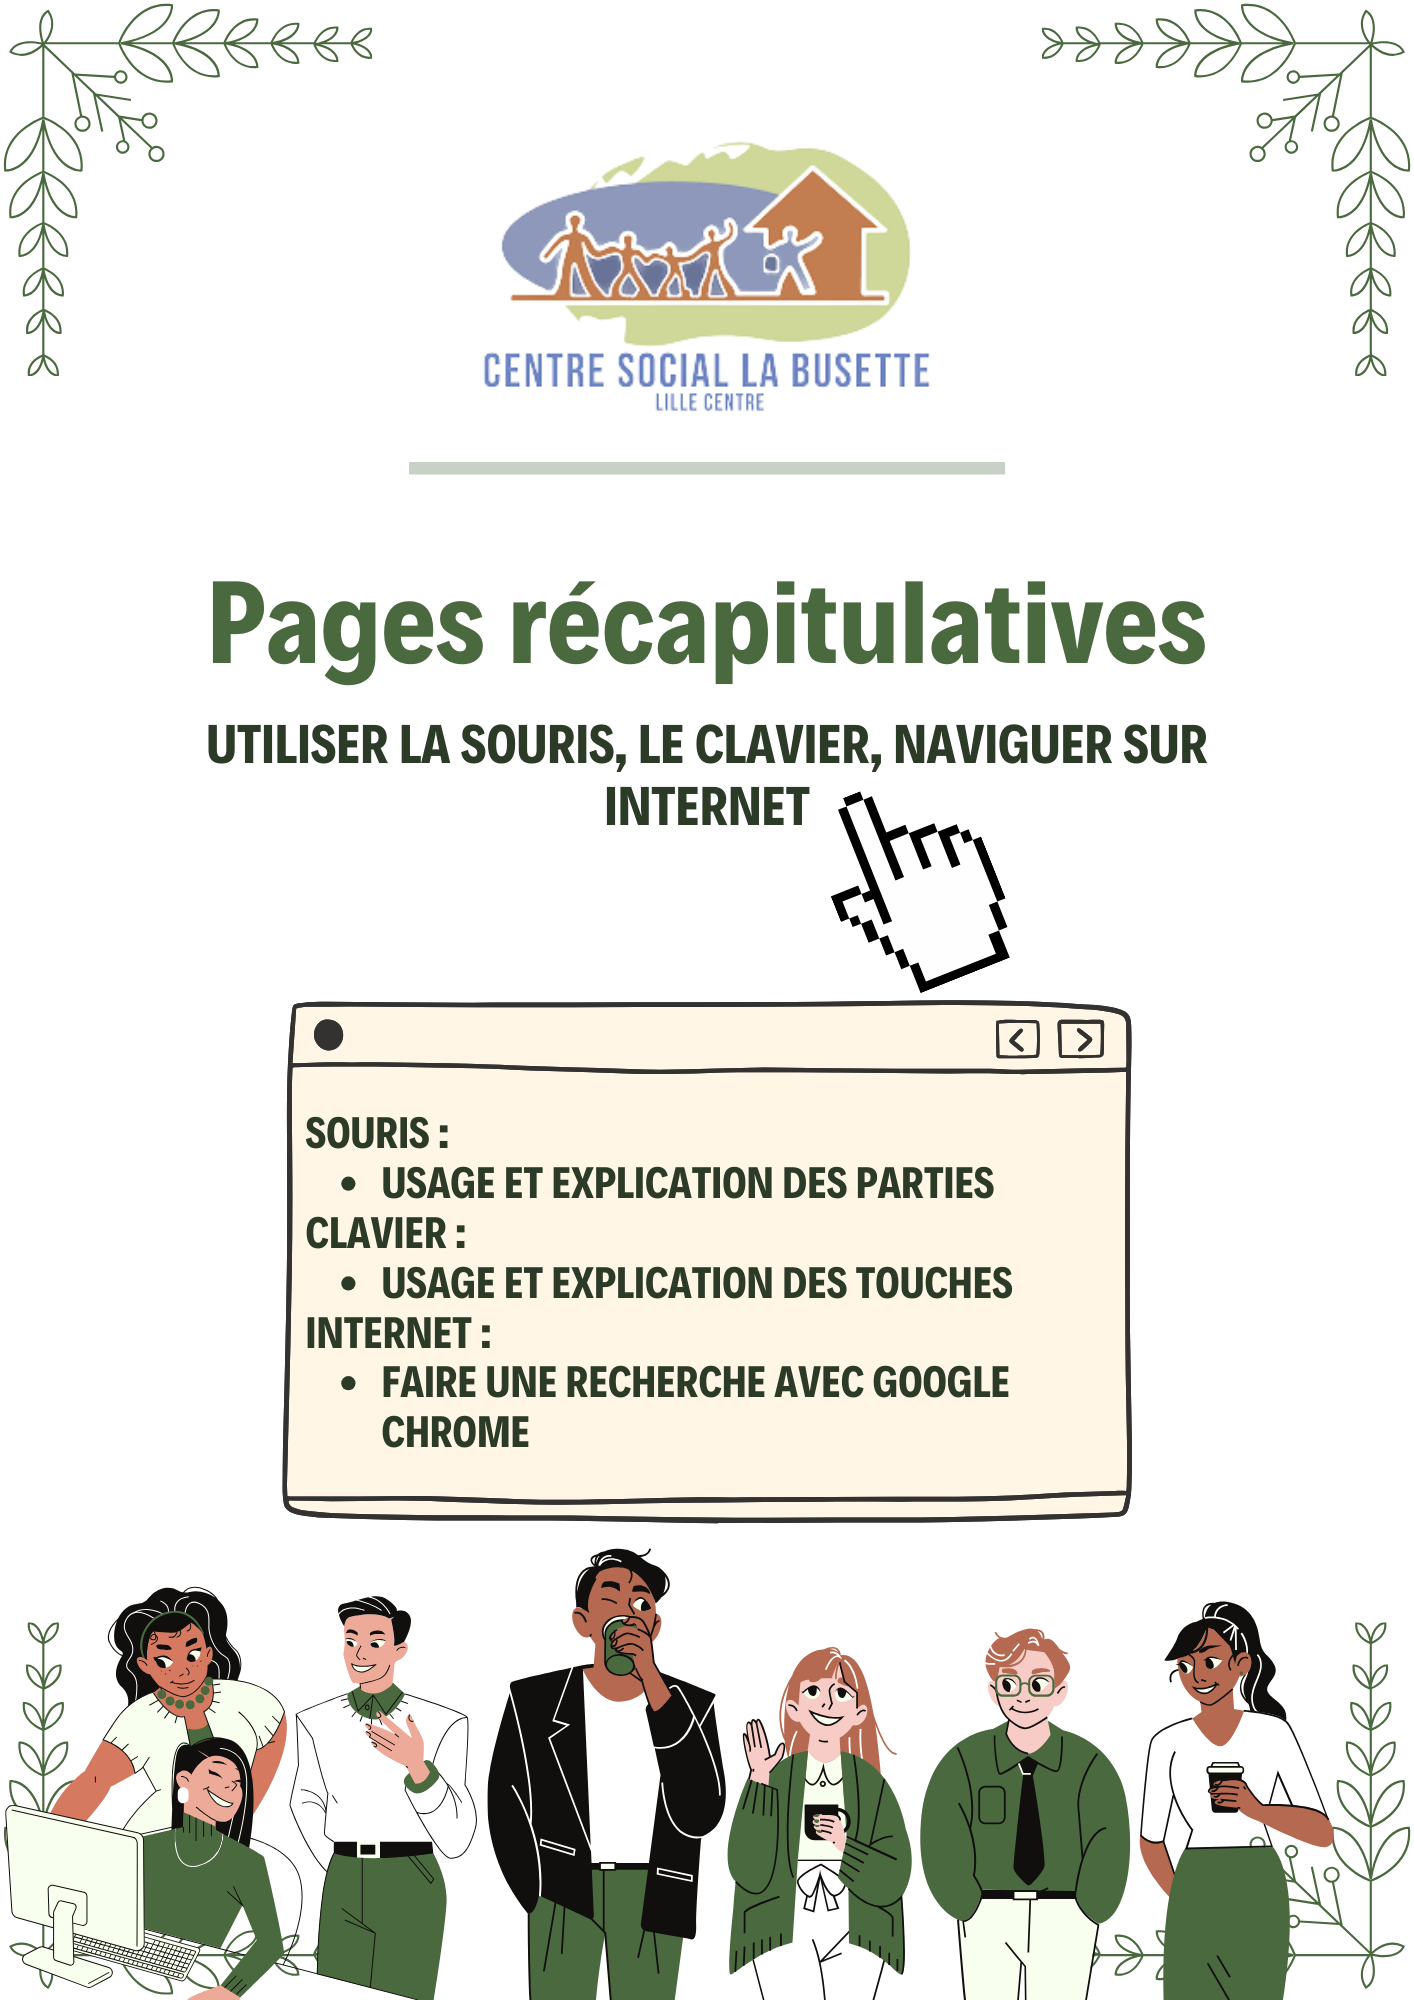 CENTRE SOCIAL LA BUSETTE
LILLE CENTRE
Pages récapitulatives
UTILISER LA SOURIS, LE CLAVIER, NAVIGUER SUR
INTERNET
SOURIS :
• USAGE ET EXPLICATION DES PARTIES
CLAVIER :
• USAGE ET EXPLICATION DES TOUCHES
INTERNET :
• FAIRE UNE RECHERCHE AVEC GOOGLE
CHROME